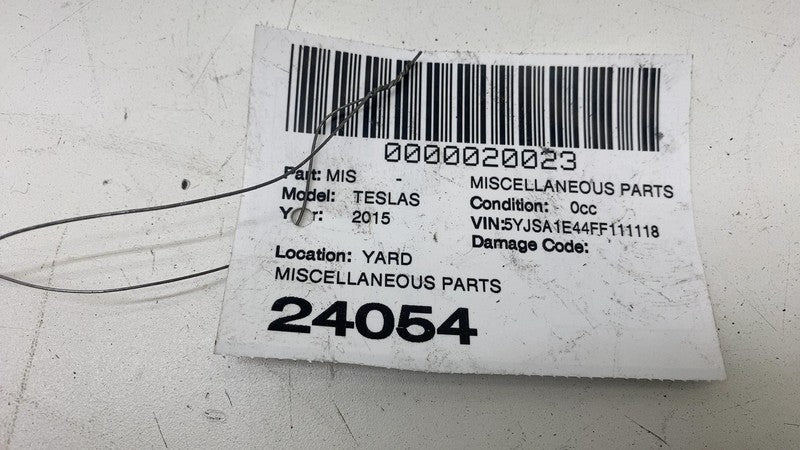 0000020023
Part: MIS - MISCELLANEOUS PARTS
Model: TESLAS Condition: 0cc
Year: 2015 VIN:5YJSA1E44FF111118
Damage Code:
Location: YARD
MISCELLANEOUS PARTS
24054